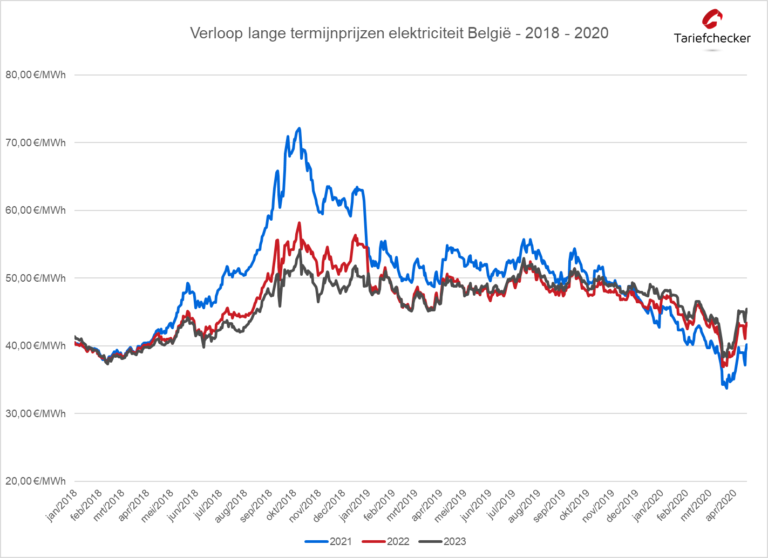 Verloop lange termijnprijzen elektriciteit België - 2018 - 2020
Tariefchecker
80,00 €/MWh
70,00 €/MWh
60,00 €/MWh
50,00 €/MWh
40,00 €/MWh
30,00 €/MWh
20,00 €/MWh
jan/2018
feb/2018
mrt/2018
apr/2018
mei/2018
jun/2018
jul/2018
aug/2018
sep/2018
okt/2018
nov/2018
dec/2018
jan/2019
feb/2019
mrt/2019
apr/2019
mei/2019
jun/2019
jul/2019
aug/2019
sep/2019
okt/2019
nov/2019
dec/2019
jan/2020
feb/2020
mrt/2020
apr/2020
2021
2022
2023